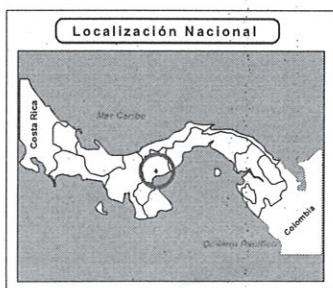 Localización Nacional
Mar Caribe
Costa Rica
Colombia
Océano Pacífico